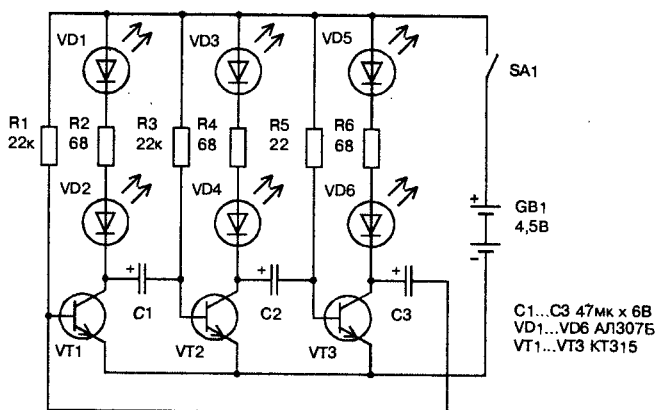 VD1
VD3
VD5
SA1
R1
22к
R2
68
R3
22к
R4
68
R5
22
R6
68
VD2
VD4
VD6
+
GB1
4,5В
-
+
C1
+
C2
+
C3
VT1
VT2
VT3
C1...C3 47мк х 6В
VD1...VD6 АЛ307Б
VT1...VT3 КТ315